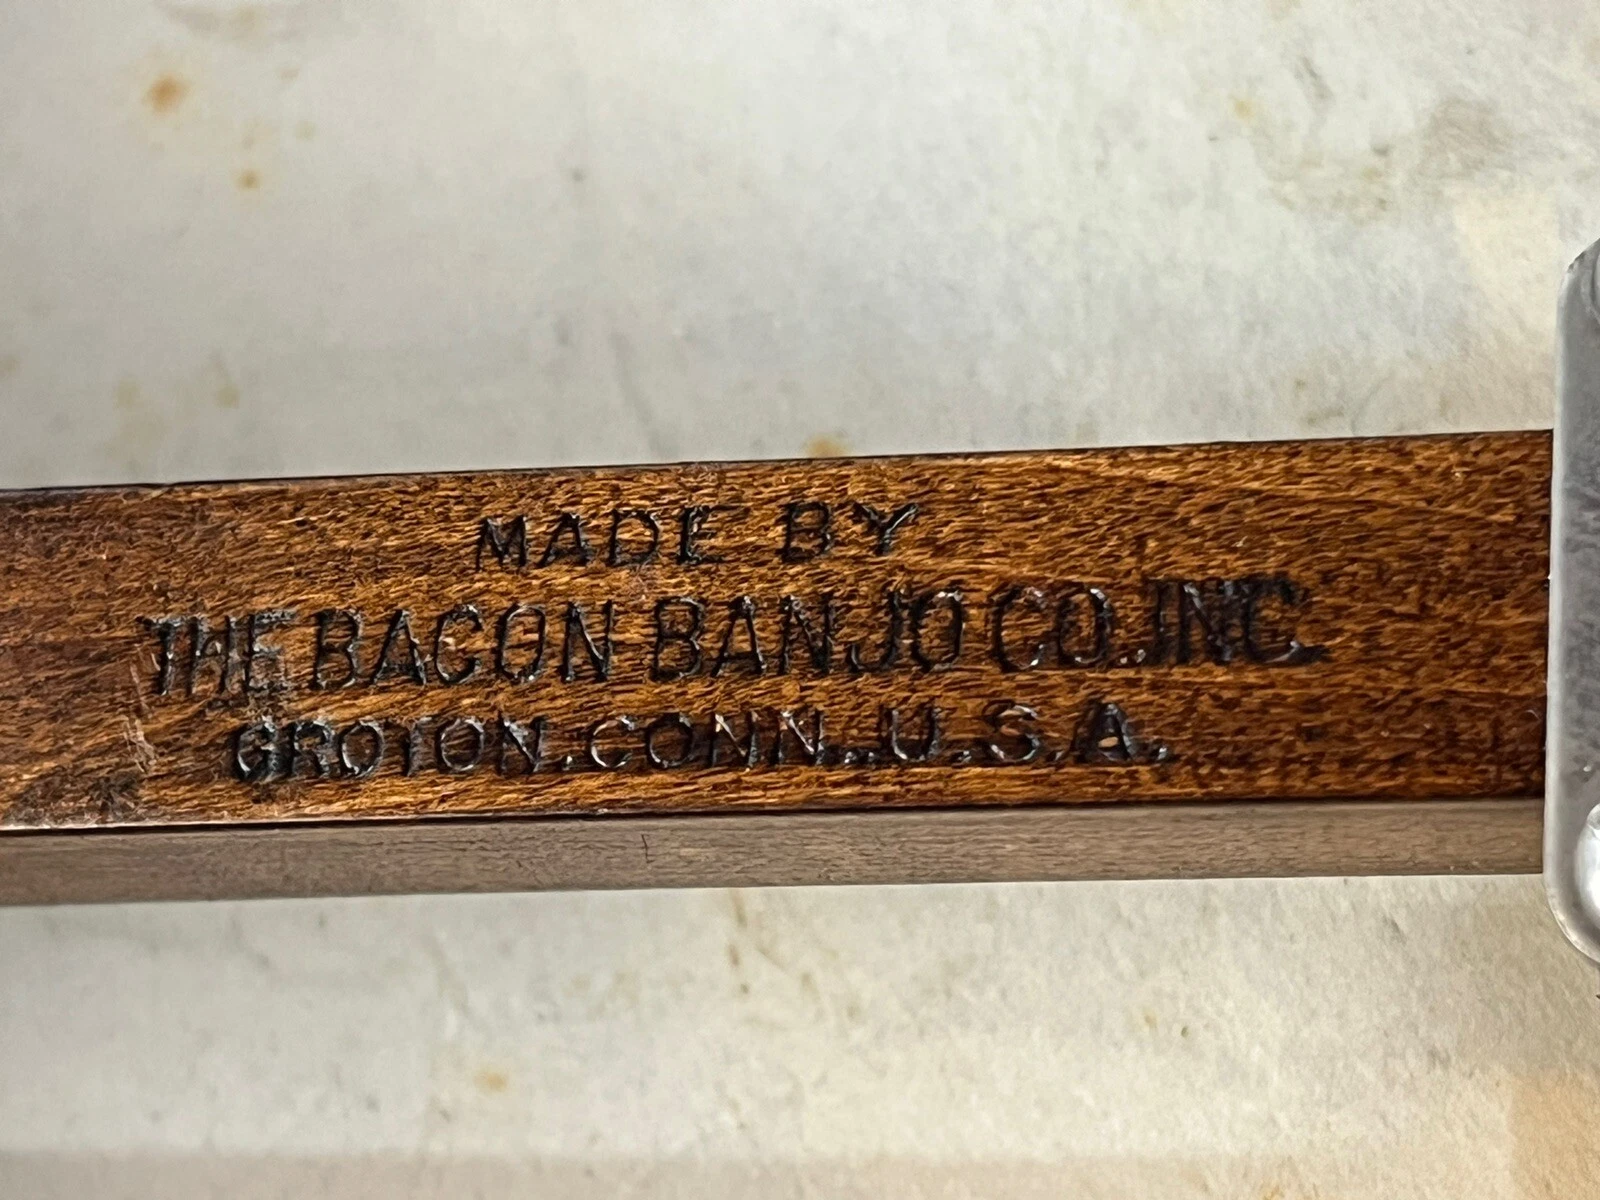 MADE BY
THE BACON BANJO CO. INC.
GROTON. CONN., U.S.A.